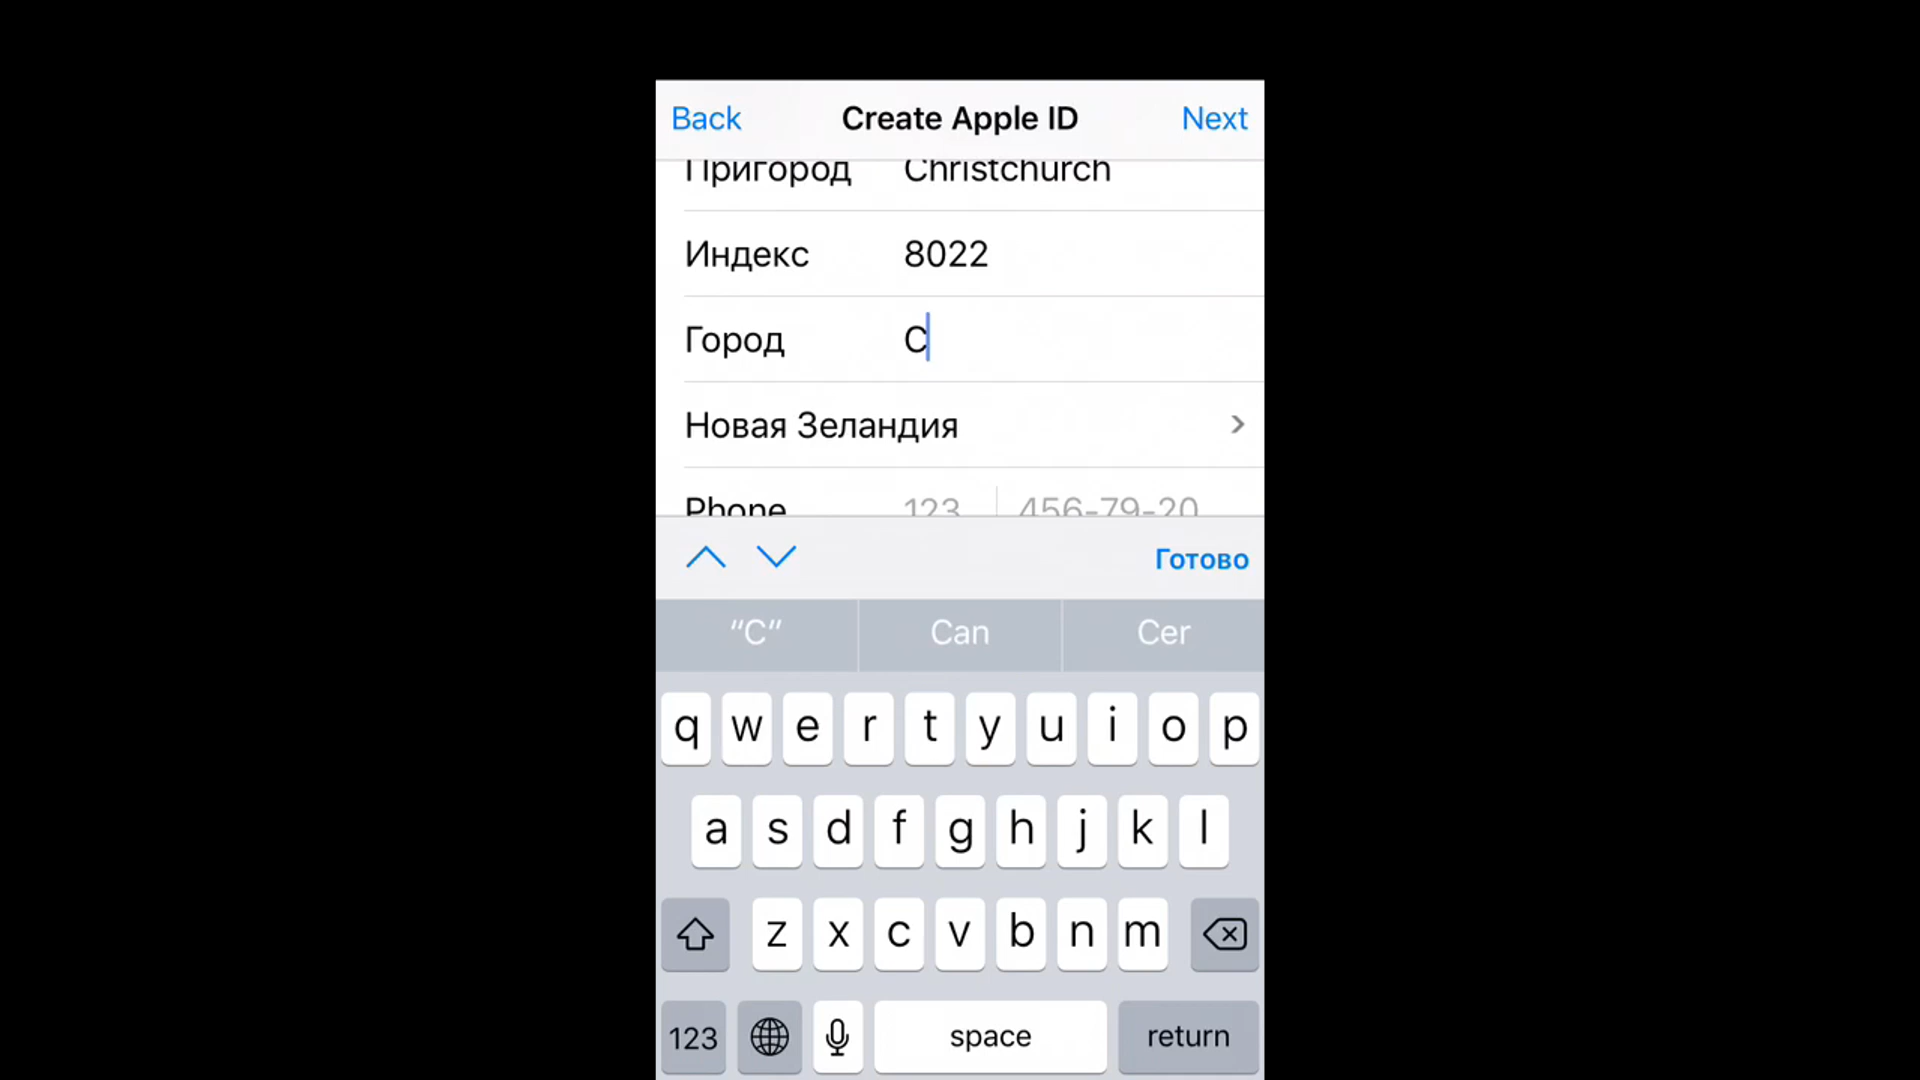 Back Create Apple ID Next
Пригород Christchurch
Индекс 8022
Город C
Новая Зеландия
Phone 123 456-79-20
Готово
"C" Can Cer
q w e r t y u i o p
a s d f g h j k l
z x c v b n m
123 space return